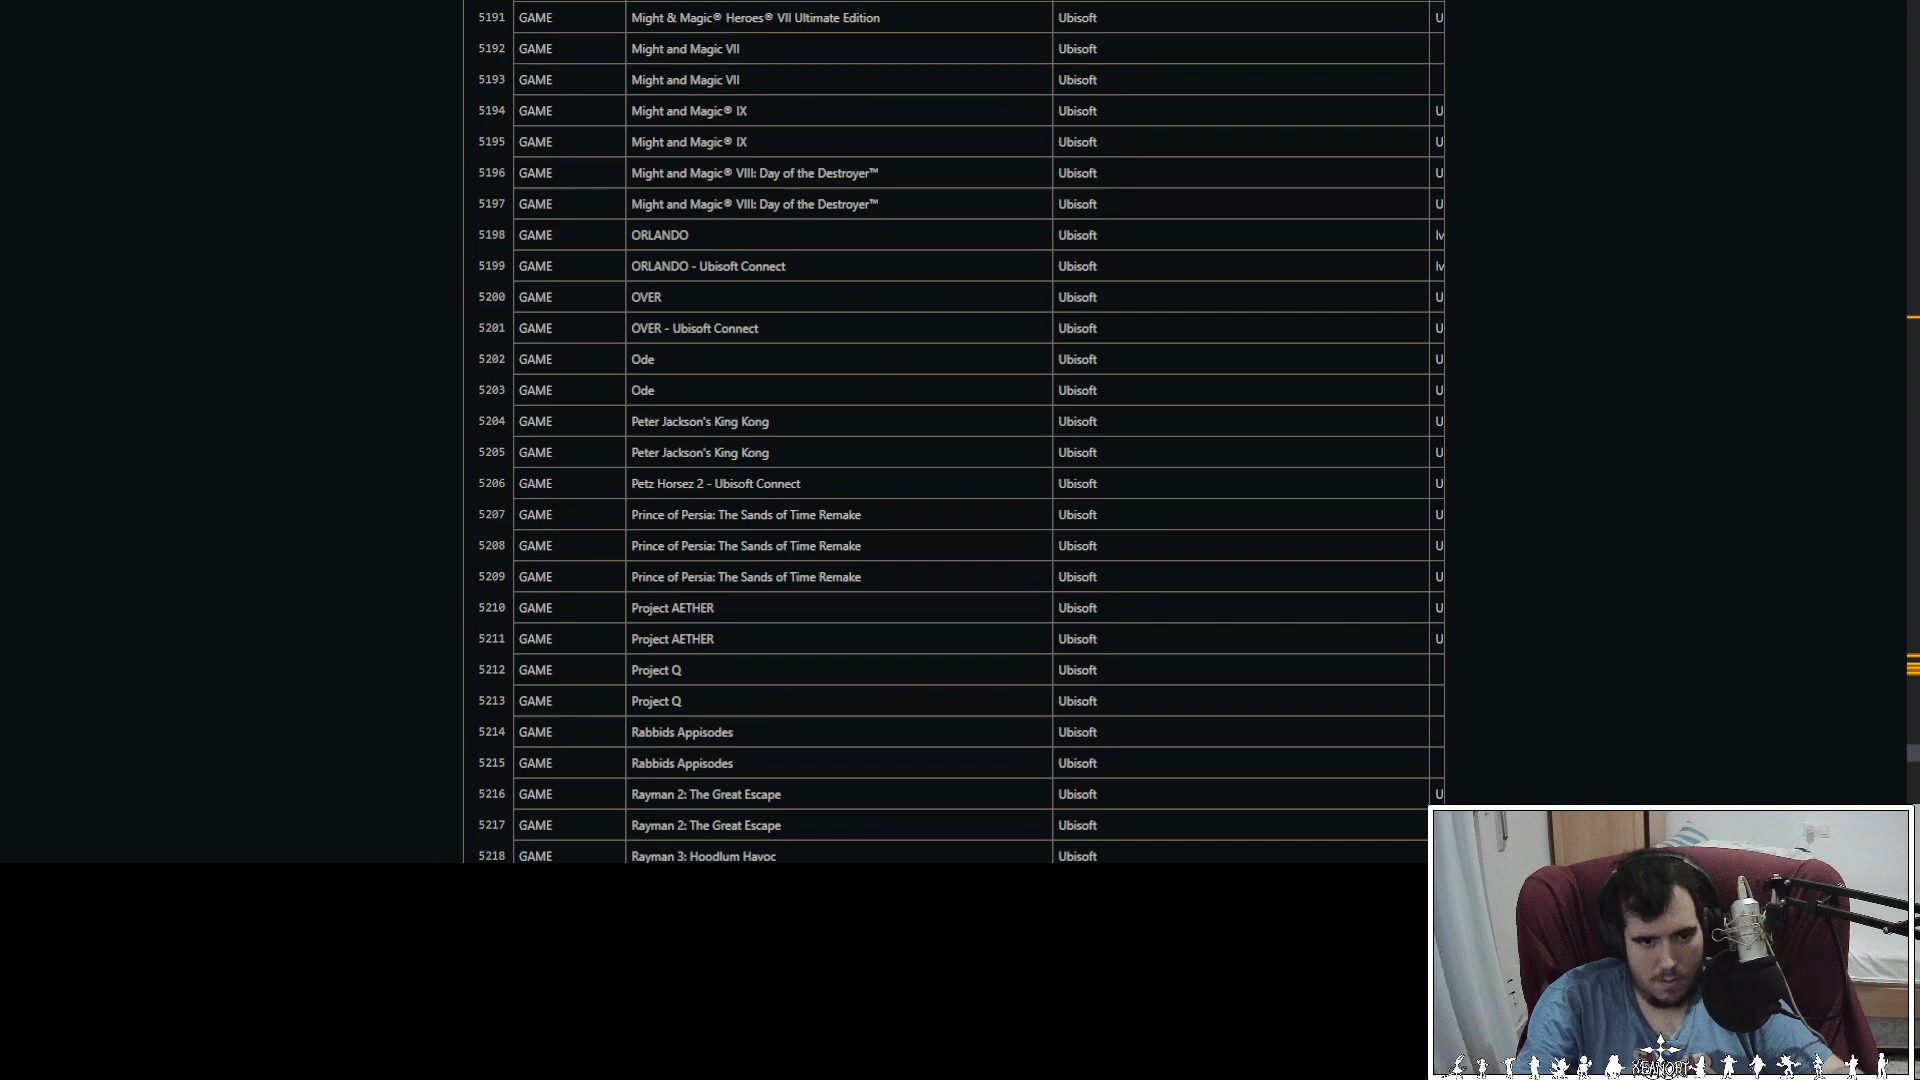 5191 GAME Might & Magic® Heroes® VII Ultimate Edition Ubisoft U
5192 GAME Might and Magic VII Ubisoft
5193 GAME Might and Magic VII Ubisoft
5194 GAME Might and Magic® IX Ubisoft U
5195 GAME Might and Magic® IX Ubisoft U
5196 GAME Might and Magic® VIII: Day of the Destroyer™ Ubisoft U
5197 GAME Might and Magic® VIII: Day of the Destroyer™ Ubisoft U
5198 GAME ORLANDO Ubisoft
5199 GAME ORLANDO - Ubisoft Connect Ubisoft
5200 GAME OVER Ubisoft U
5201 GAME OVER - Ubisoft Connect Ubisoft U
5202 GAME Ode Ubisoft U
5203 GAME Ode Ubisoft U
5204 GAME Peter Jackson's King Kong Ubisoft U
5205 GAME Peter Jackson's King Kong Ubisoft U
5206 GAME Petz Horsez 2 - Ubisoft Connect Ubisoft U
5207 GAME Prince of Persia: The Sands of Time Remake Ubisoft U
5208 GAME Prince of Persia: The Sands of Time Remake Ubisoft U
5209 GAME Prince of Persia: The Sands of Time Remake Ubisoft U
5210 GAME Project AETHER Ubisoft U
5211 GAME Project AETHER Ubisoft U
5212 GAME Project Q Ubisoft
5213 GAME Project Q Ubisoft
5214 GAME Rabbids Appisodes Ubisoft
5215 GAME Rabbids Appisodes Ubisoft
5216 GAME Rayman 2: The Great Escape Ubisoft U
5217 GAME Rayman 2: The Great Escape Ubisoft
5218 GAME Rayman 3: Hoodlum Havoc Ubisoft
XEANORT